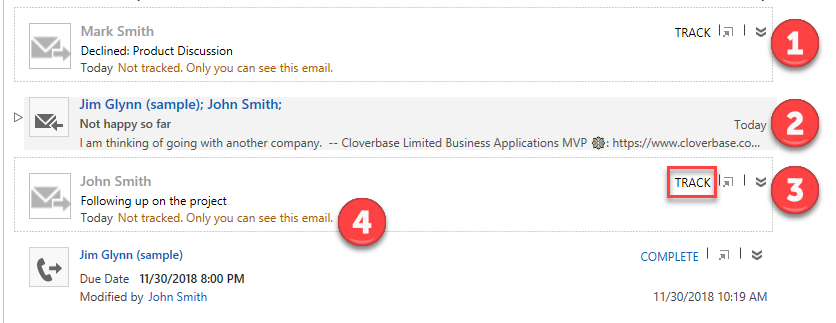 Mark Smith
TRACK
1
Declined: Product Discussion
Today Not tracked. Only you can see this email.
Jim Glynn (sample); John Smith;
Not happy so far
Today
2
I am thinking of going with another company. -- Cloverbase Limited Business Applications MVP : https://www.cloverbase.co...
John Smith
TRACK
3
Following up on the project
Today Not tracked. Only you can see this email.
4
Jim Glynn (sample)
COMPLETE
Due Date 11/30/2018 8:00 PM
Modified by John Smith
11/30/2018 10:19 AM